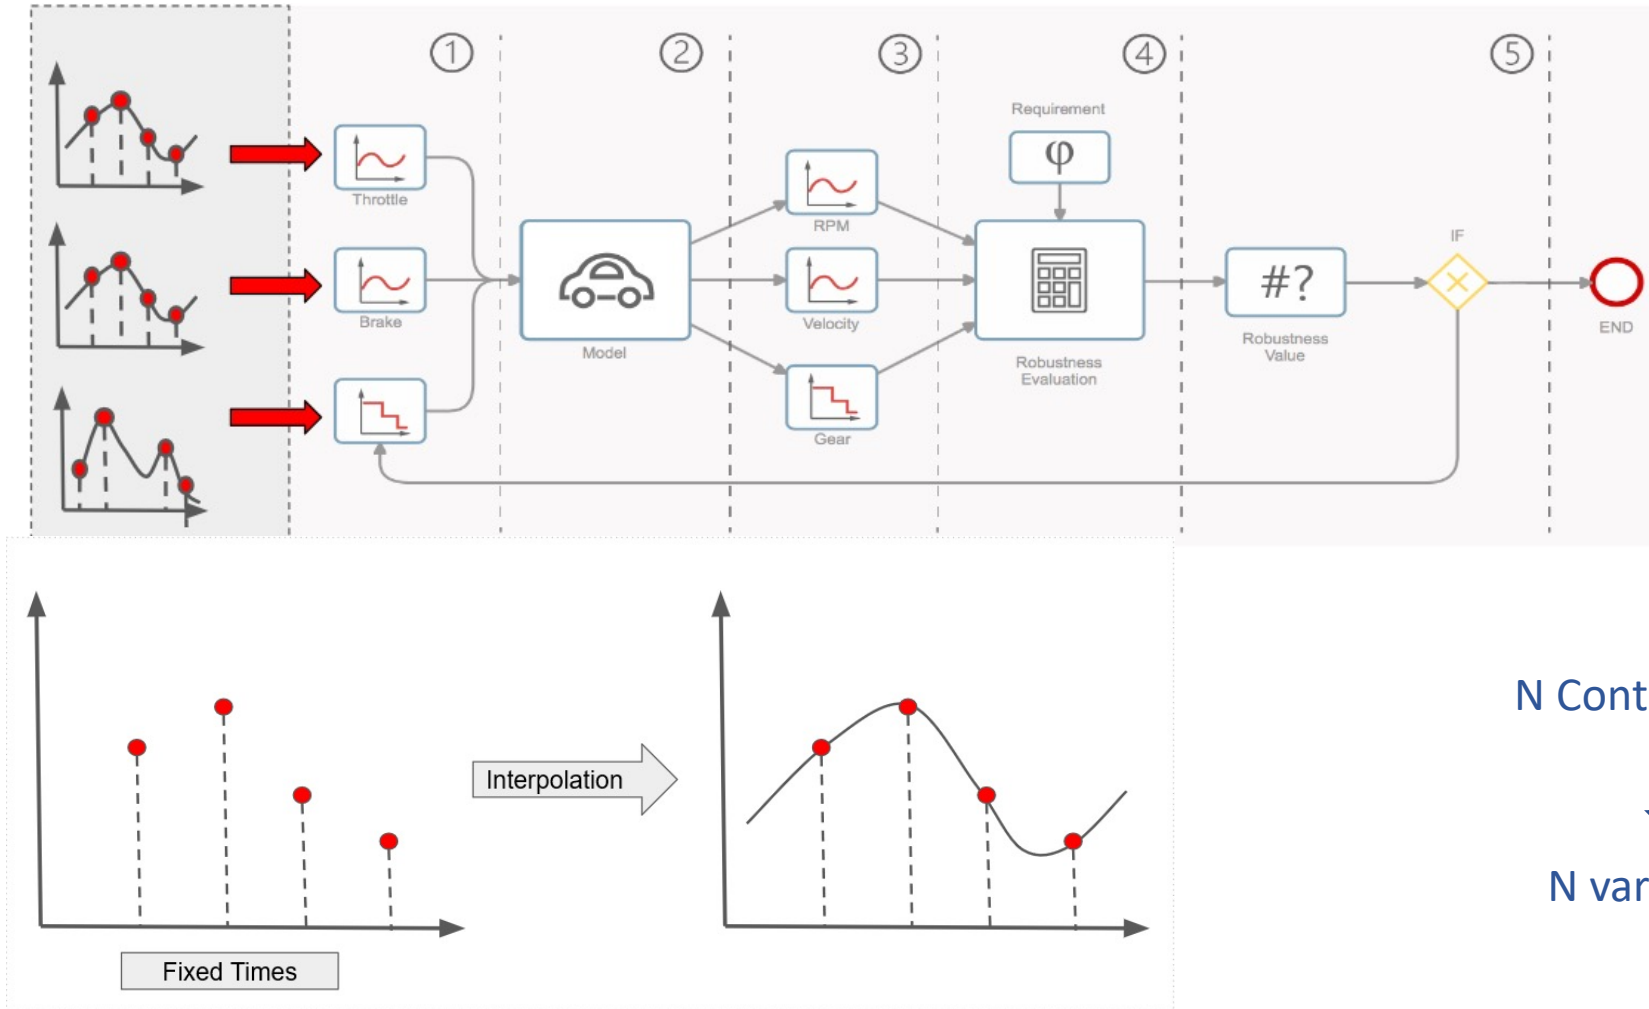 1
2
3
4
5
Requirement
φ
Throttle
RPM
IF
Brake
Velocity
#?
Model
Robustness
Evaluation
Robustness
Value
END
Gear
Interpolation
Fixed Times
N Cont
N var